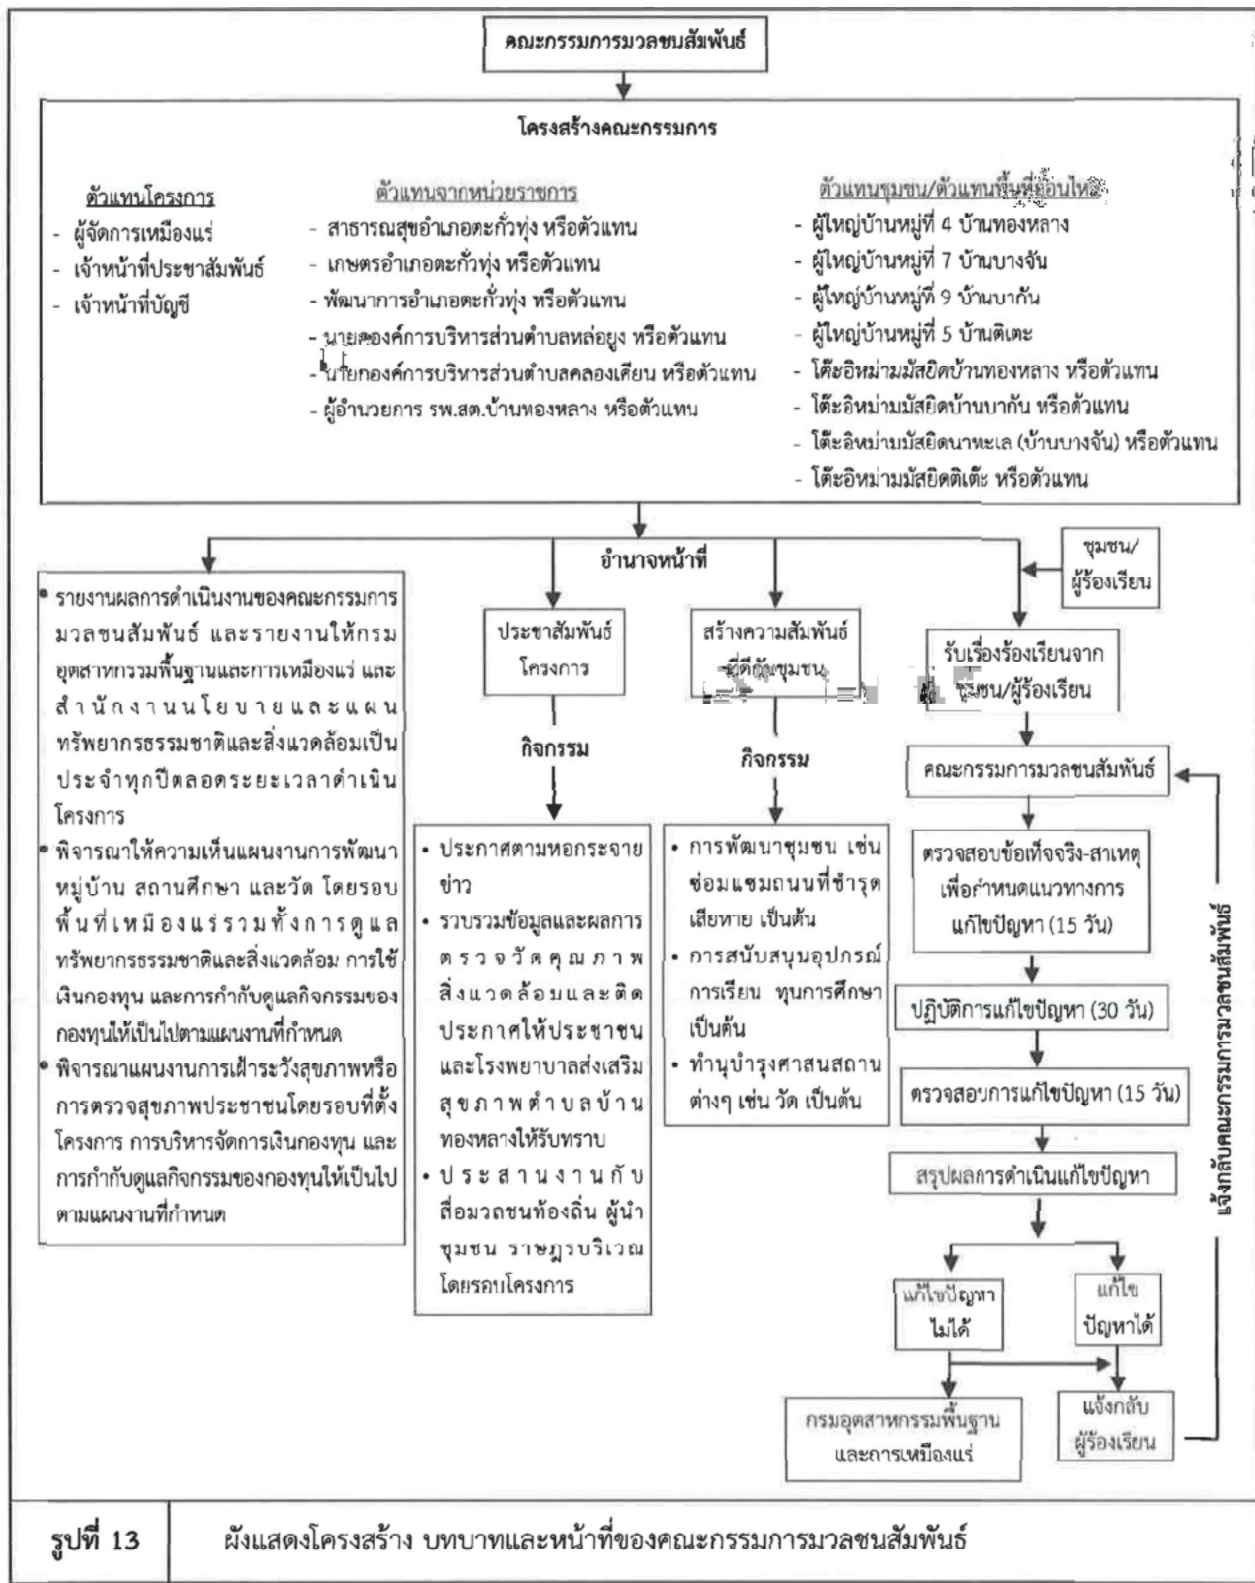 คณะกรรมการมวลชนสัมพันธ์
โครงสร้างคณะกรรมการ
ตัวแทนโครงการ
- ผู้จัดการเหมืองแร่
- เจ้าหน้าที่ประชาสัมพันธ์
- เจ้าหน้าที่บัญชี
ตัวแทนจากหน่วยราชการ
- สาธารณสุขอำเภอตะกั่วทุ่ง หรือตัวแทน
- เกษตรอำเภอตะกั่วทุ่ง หรือตัวแทน
- พัฒนาการอำเภอตะกั่วทุ่ง หรือตัวแทน
- นายกองค์การบริหารส่วนตำบลหล่อยูง หรือตัวแทน
- นายกองค์การบริหารส่วนตำบลคลองเคียน หรือตัวแทน
- ผู้อำนวยการ รพ.สต.บ้านทองหลาง หรือตัวแทน
ตัวแทนชุมชน/ตัวแทนพื้นที่อ่อนไหว
- ผู้ใหญ่บ้านหมู่ที่ 4 บ้านทองหลาง
- ผู้ใหญ่บ้านหมู่ที่ 7 บ้านบางจัน
- ผู้ใหญ่บ้านหมู่ที่ 9 บ้านบากัน
- ผู้ใหญ่บ้านหมู่ที่ 5 บ้านติเตะ
- โต๊ะอิหม่ามมัสยิดบ้านทองหลาง หรือตัวแทน
- โต๊ะอิหม่ามมัสยิดบ้านบากัน หรือตัวแทน
- โต๊ะอิหม่ามมัสยิดนาทะเล (บ้านบางจัน) หรือตัวแทน
- โต๊ะอิหม่ามมัสยิดติเต๊ะ หรือตัวแทน
อำนาจหน้าที่
ชุมชน/
ผู้ร้องเรียน
• รายงานผลการดำเนินงานของคณะกรรมการ
มวลชนสัมพันธ์ และรายงานให้กรม
อุตสาหกรรมพื้นฐานและการเหมืองแร่ และ
สำนักงานนโยบายและแผน
ทรัพยากรธรรมชาติและสิ่งแวดล้อมเป็น
ประจำทุกปีตลอดระยะเวลาดำเนิน
โครงการ
• พิจารณาให้ความเห็นแผนงานการพัฒนา
หมู่บ้าน สถานศึกษา และวัด โดยรอบ
พื้นที่เหมืองแร่รวมทั้งการดูแล
ทรัพยากรธรรมชาติและสิ่งแวดล้อม การใช้
เงินกองทุน และการกำกับดูแลกิจกรรมของ
กองทุนให้เป็นไปตามแผนงานที่กำหนด
• พิจารณาแผนงานการเฝ้าระวังสุขภาพหรือ
การตรวจสุขภาพประชาชนโดยรอบที่ตั้ง
โครงการ การบริหารจัดการเงินกองทุน และ
การกำกับดูแลกิจกรรมของกองทุนให้เป็นไป
ตามแผนงานที่กำหนด
ประชาสัมพันธ์
โครงการ
กิจกรรม
• ประกาศตามหอกระจาย
ข่าว
• รวบรวมข้อมูลและผลการ
ตรวจวัดคุณภาพ
สิ่งแวดล้อมและติด
ประกาศให้ประชาชน
และโรงพยาบาลส่งเสริม
สุขภาพตำบลบ้าน
ทองหลางให้รับทราบ
• ประสานงานกับ
สื่อมวลชนท้องถิ่น ผู้นำ
ชุมชน ราษฎรบริเวณ
โดยรอบโครงการ
สร้างความสัมพันธ์
ที่ดีกับชุมชน
กิจกรรม
• การพัฒนาชุมชน เช่น
ซ่อมแซมถนนที่ชำรุด
เสียหาย เป็นต้น
• การสนับสนุนอุปกรณ์
การเรียน ทุนการศึกษา
เป็นต้น
• ทำนุบำรุงศาสนสถาน
ต่างๆ เช่น วัด เป็นต้น
รับเรื่องร้องเรียนจาก
ชุมชน/ผู้ร้องเรียน
คณะกรรมการมวลชนสัมพันธ์
ตรวจสอบข้อเท็จจริง-สาเหตุ
เพื่อกำหนดแนวทางการ
แก้ไขปัญหา (15 วัน)
ปฏิบัติการแก้ไขปัญหา (30 วัน)
ตรวจสอบการแก้ไขปัญหา (15 วัน)
สรุปผลการดำเนินแก้ไขปัญหา
แก้ไขปัญหา
ไม่ได้
แก้ไข
ปัญหาได้
กรมอุตสาหกรรมพื้นฐาน
และการเหมืองแร่
แจ้งกลับ
ผู้ร้องเรียน
แจ้งกลับคณะกรรมการมวลชนสัมพันธ์
รูปที่ 13
ผังแสดงโครงสร้าง บทบาทและหน้าที่ของคณะกรรมการมวลชนสัมพันธ์